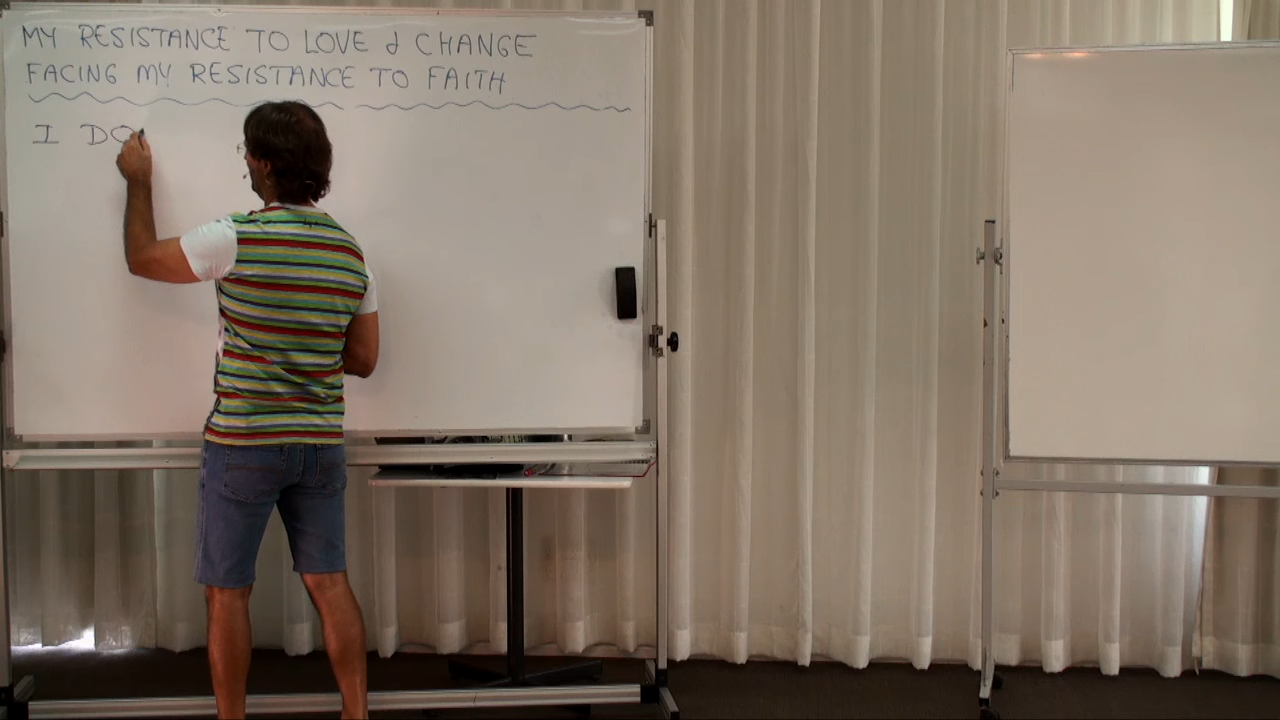 MY RESISTANCE TO LOVE & CHANGE
FACING MY RESISTANCE TO FAITH
I DO